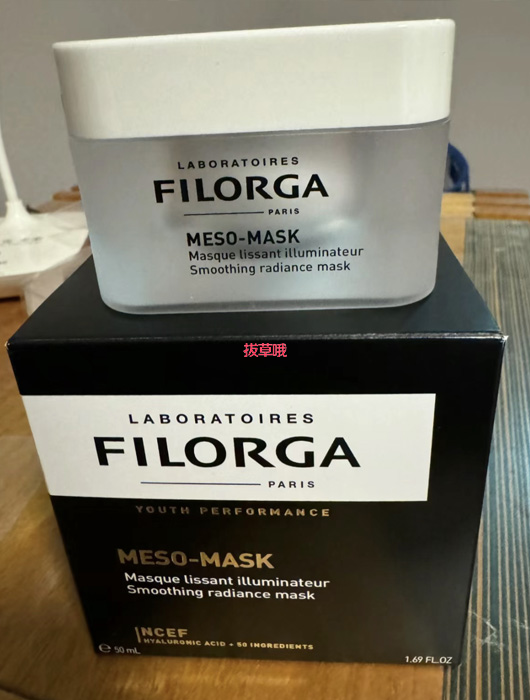 LABORATOIRES
FILORGA
PARIS
MESO-MASK
Masque lissant illuminateur
Smoothing radiance mask
拔草哦
LABORATOIRES
FILORGA
PARIS
YOUTH PERFORMANCE
MESO-MASK
Masque lissant illuminateur
Smoothing radiance mask
NCEF
HYALURONIC ACID + 50 INGREDIENTS
℮ 50 mL
1.69 FL.OZ